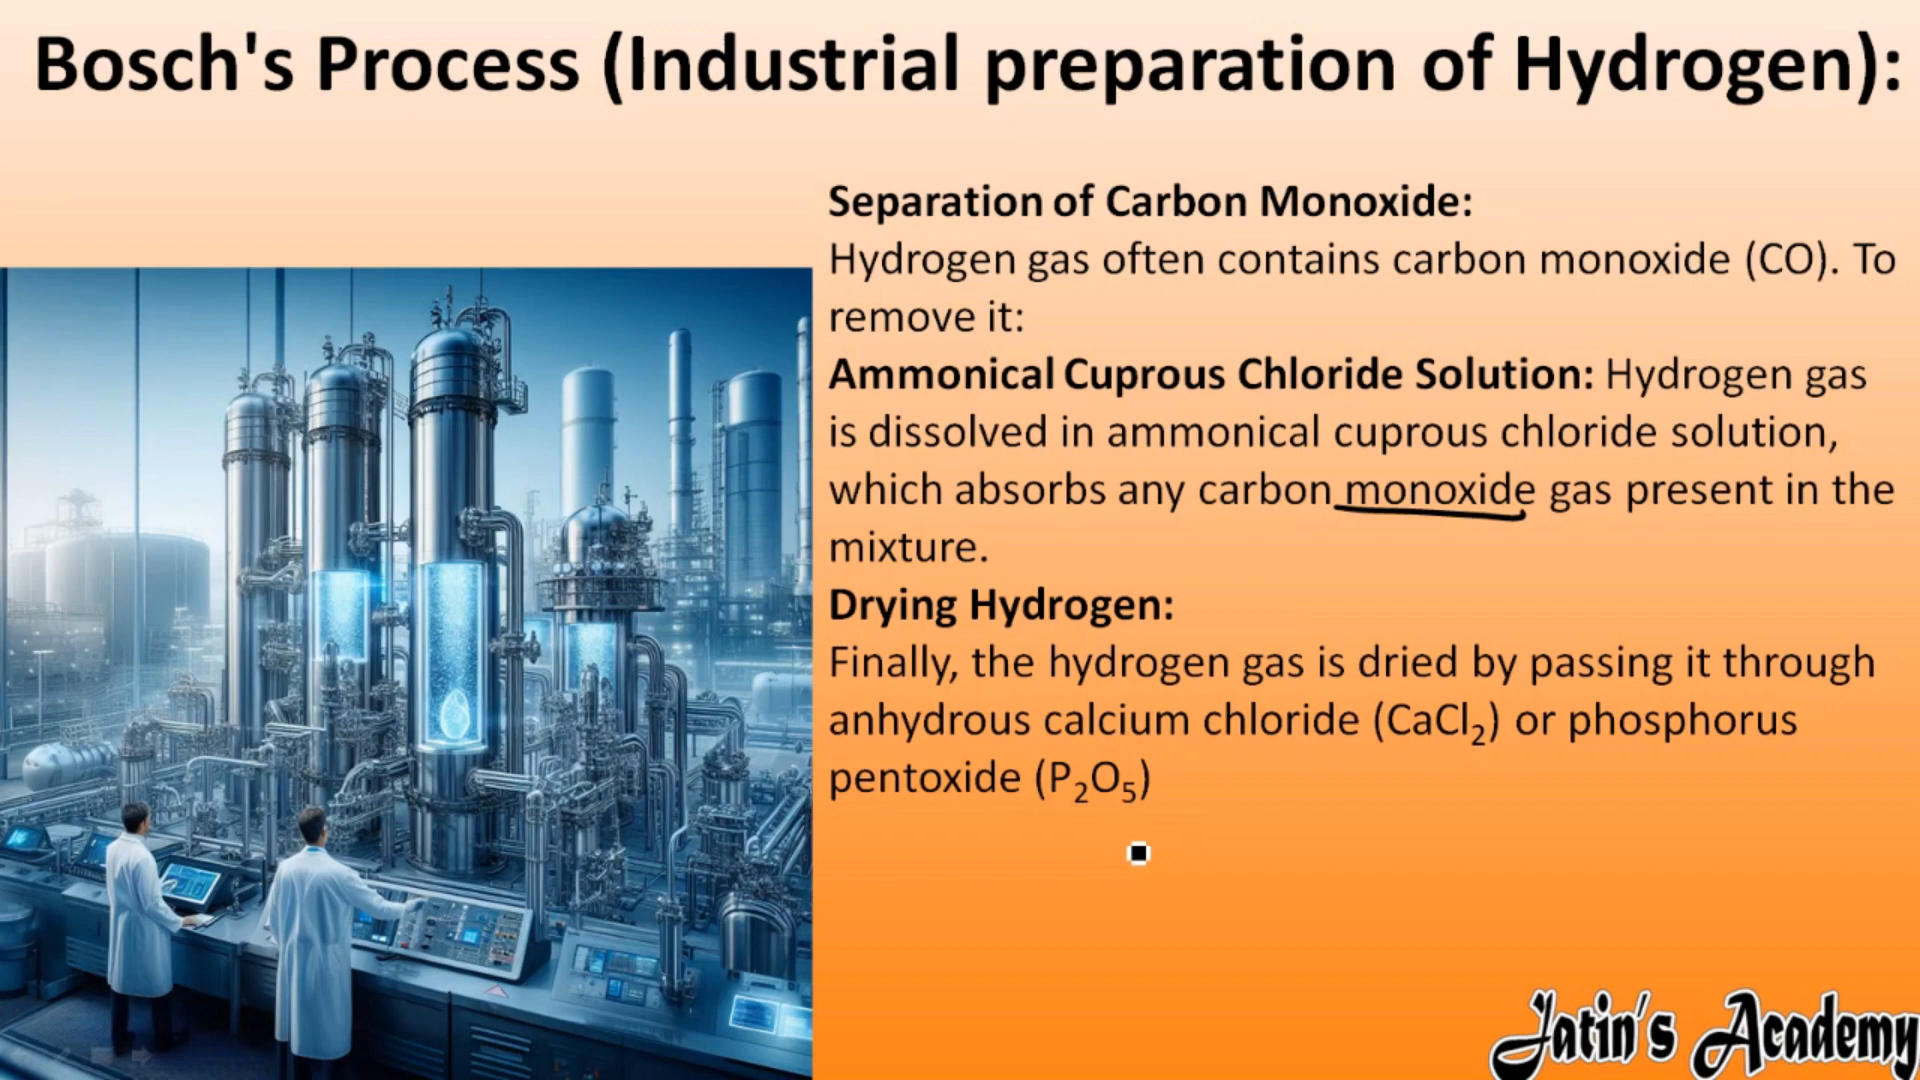 Bosch's Process (Industrial preparation of Hydrogen):
Separation of Carbon Monoxide:
Hydrogen gas often contains carbon monoxide (CO). To
remove it:
Ammonical Cuprous Chloride Solution: Hydrogen gas
is dissolved in ammonical cuprous chloride solution,
which absorbs any carbon monoxide gas present in the
mixture.
Drying Hydrogen:
Finally, the hydrogen gas is dried by passing it through
anhydrous calcium chloride (CaCl₂) or phosphorus
pentoxide (P₂O₅)
Jatin's Academy